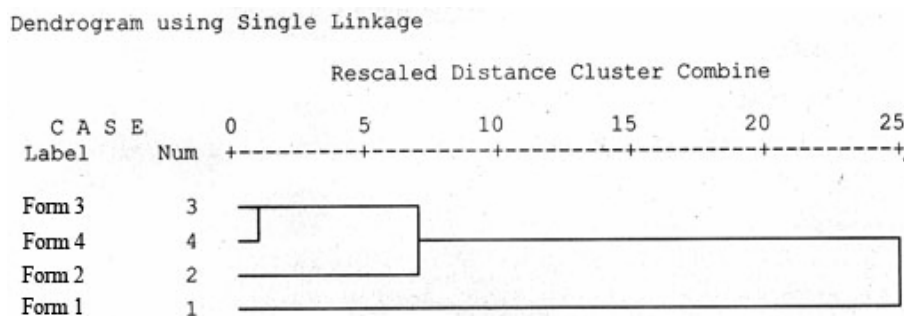 Dendrogram using Single Linkage
Rescaled Distance Cluster Combine
C A S E 0 5 10 15 20 25
Label Num +---------+---------+---------+---------+---------+
Form 3 3
Form 4 4
Form 2 2
Form 1 1